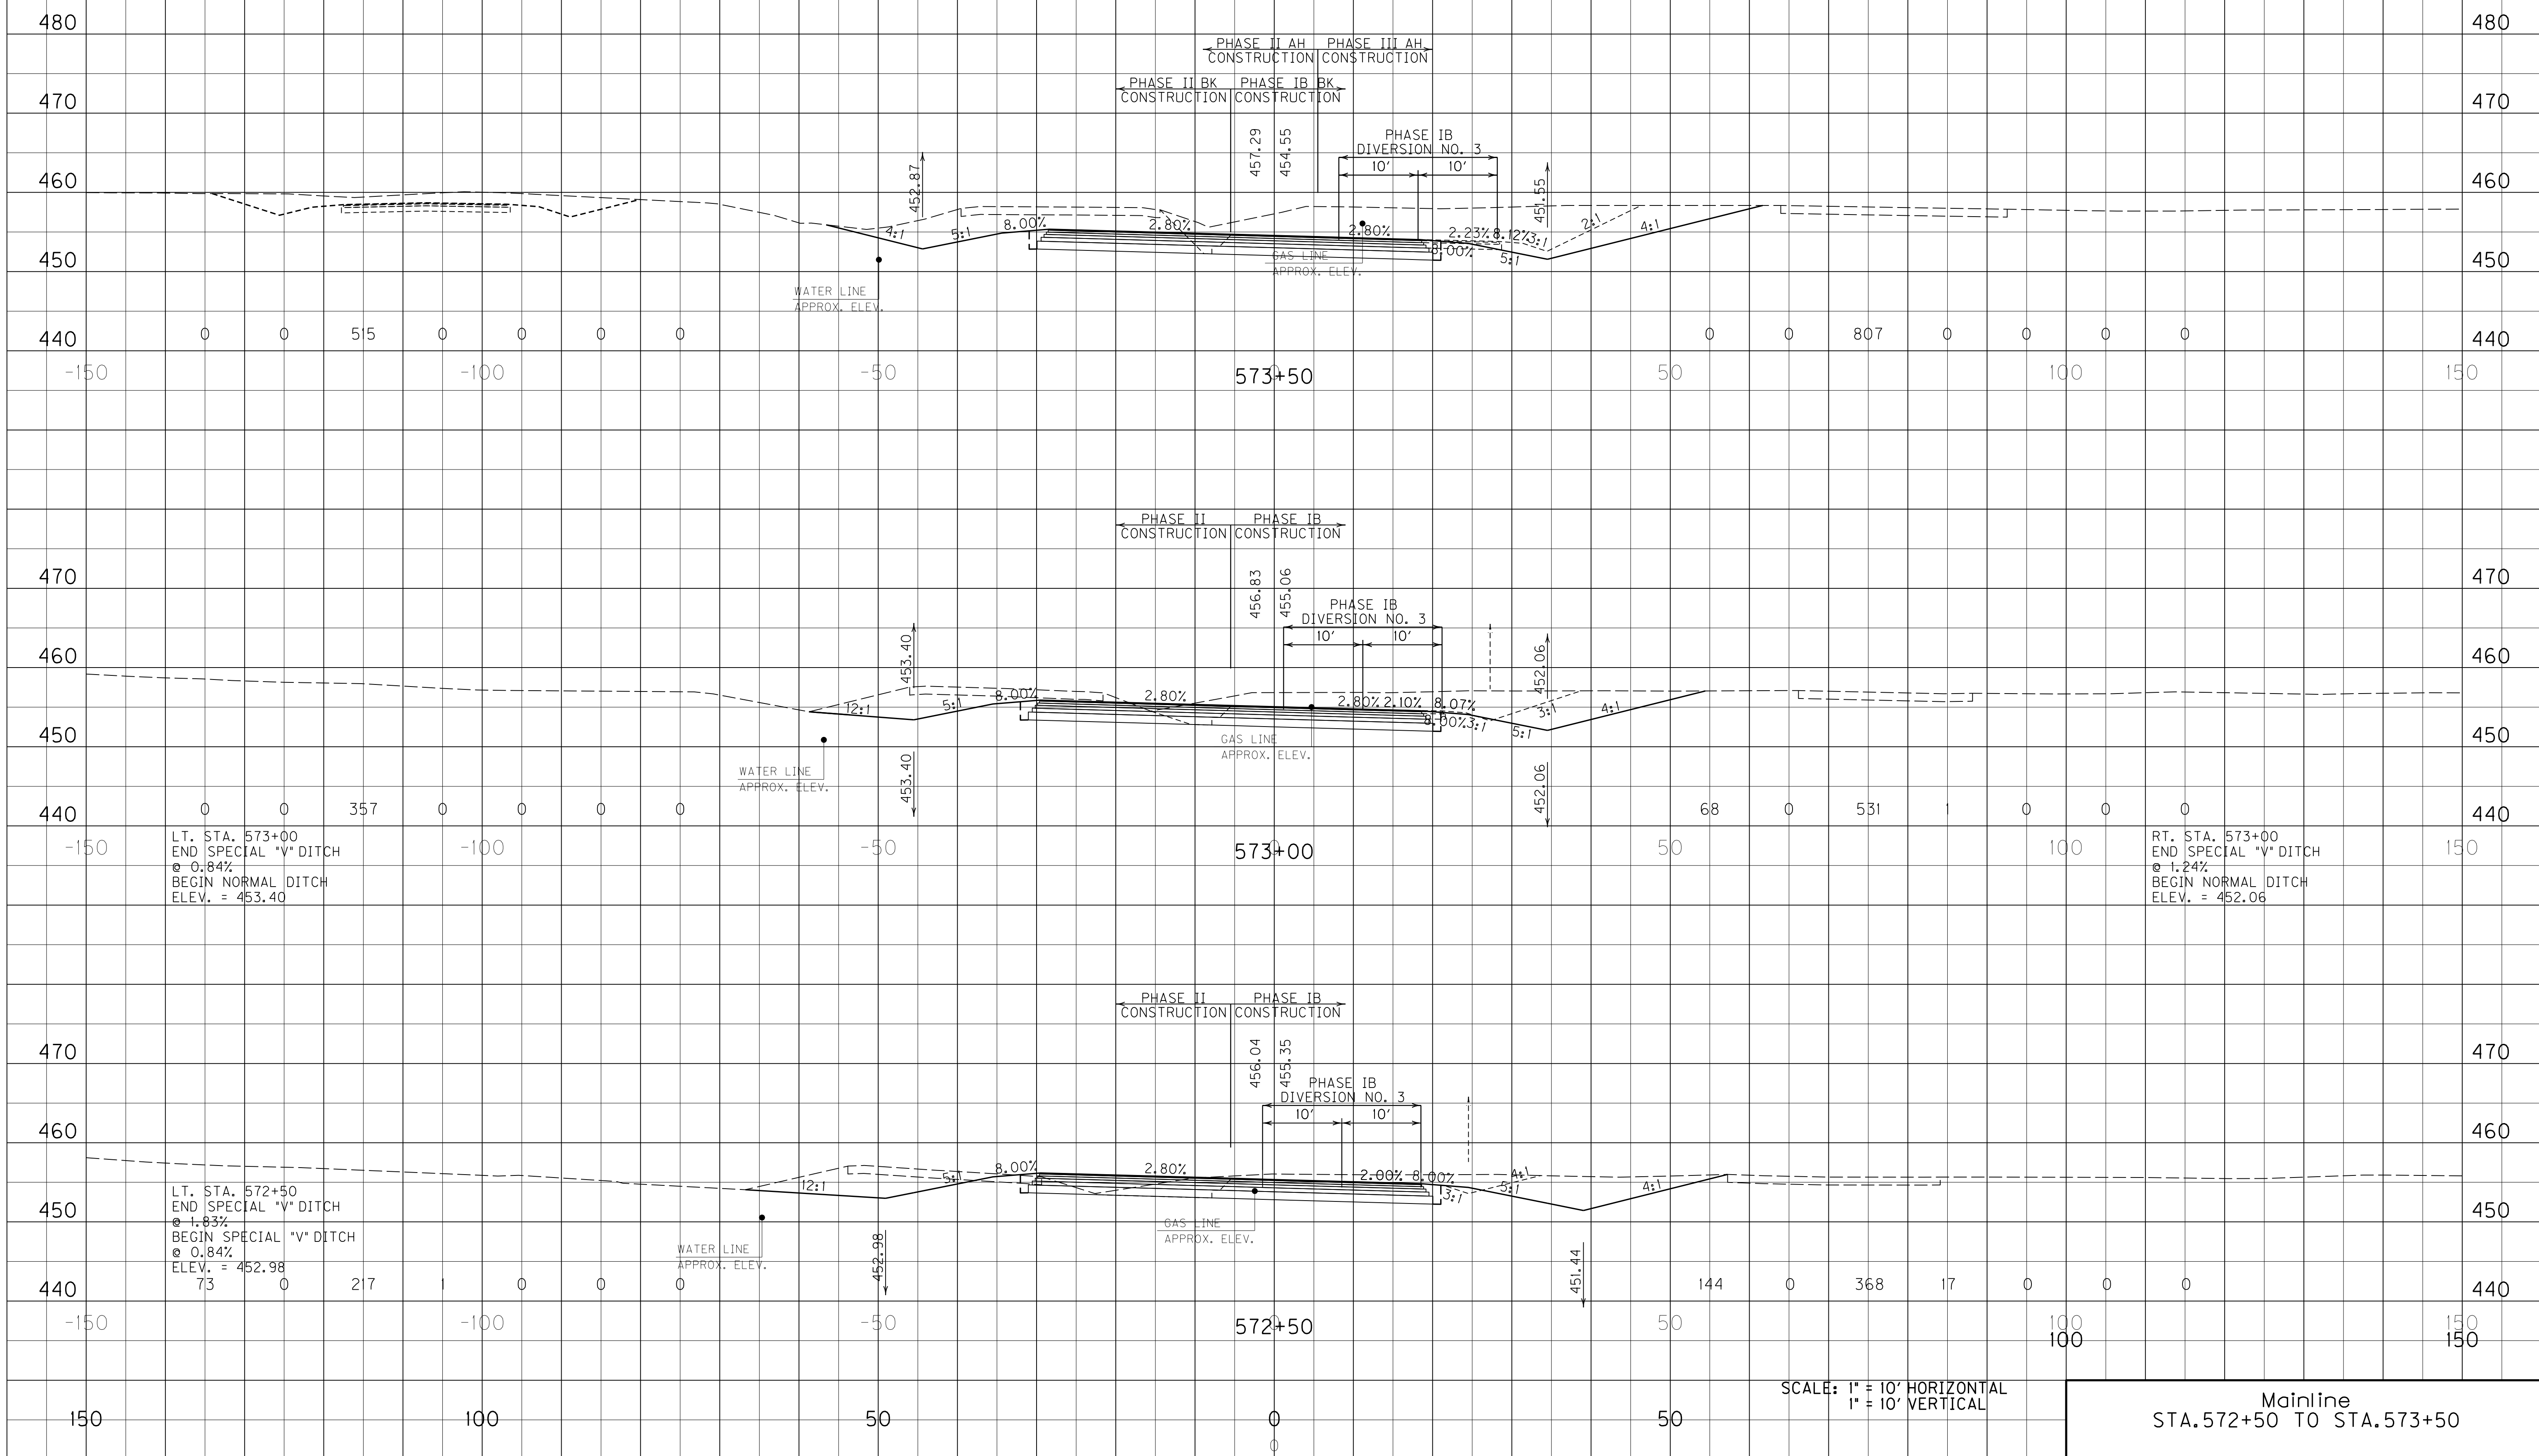 480 480
PHASE II AH PHASE III AH
CONSTRUCTION CONSTRUCTION
PHASE II BK PHASE IB BK
CONSTRUCTION CONSTRUCTION
470 470
457.29 454.55
PHASE IB
DIVERSION NO. 3
10' 10'
452.87 451.55
460 460
4:1 5:1 8.00% 2.80% 2.80% 2.23% 8.12% 3:1 2:1 4:1
8.00% 5:1
GAS LINE
APPROX. ELEV.
450 450
WATER LINE
APPROX. ELEV.
0 0 515 0 0 0 0 0 0 807 0 0 0 0
440 440
-150 -100 -50 0 50 100 150
573+50
PHASE II PHASE IB
CONSTRUCTION CONSTRUCTION
470 470
456.83 455.06
PHASE IB
DIVERSION NO. 3
10' 10'
453.40 452.06
460 460
12:1 5:1 8.00% 2.80% 2.80% 2.10% 8.07% 3:1 4:1
8.00% 3:1 5:1
450 450
GAS LINE
APPROX. ELEV.
WATER LINE
APPROX. ELEV.
453.40 452.06
0 0 357 0 0 0 0 68 0 531 1 0 0 0
440 440
LT. STA. 573+00
END SPECIAL "V" DITCH
@ 0.84%
BEGIN NORMAL DITCH
ELEV. = 453.40
-150 -100 -50 0 50 100 150
573+00
RT. STA. 573+00
END SPECIAL "V" DITCH
@ 1.24%
BEGIN NORMAL DITCH
ELEV. = 452.06
PHASE II PHASE IB
CONSTRUCTION CONSTRUCTION
470 470
456.04 455.35
PHASE IB
DIVERSION NO. 3
10' 10'
460 460
12:1 5:1 8.00% 2.80% 2.00% 8.00% 4:1
3:1 5:1 4:1
LT. STA. 572+50
END SPECIAL "V" DITCH
@ 1.83%
BEGIN SPECIAL "V" DITCH
@ 0.84%
ELEV. = 452.98
450 450
GAS LINE
APPROX. ELEV.
WATER LINE
APPROX. ELEV.
452.98 451.44
73 0 217 1 0 0 0 144 0 368 17 0 0 0
440 440
-150 -100 -50 0 50 100 150
572+50
100 150
SCALE: 1" = 10' HORIZONTAL
1" = 10' VERTICAL
150 100 50 0 50
0
Mainline
STA.572+50 TO STA.573+50